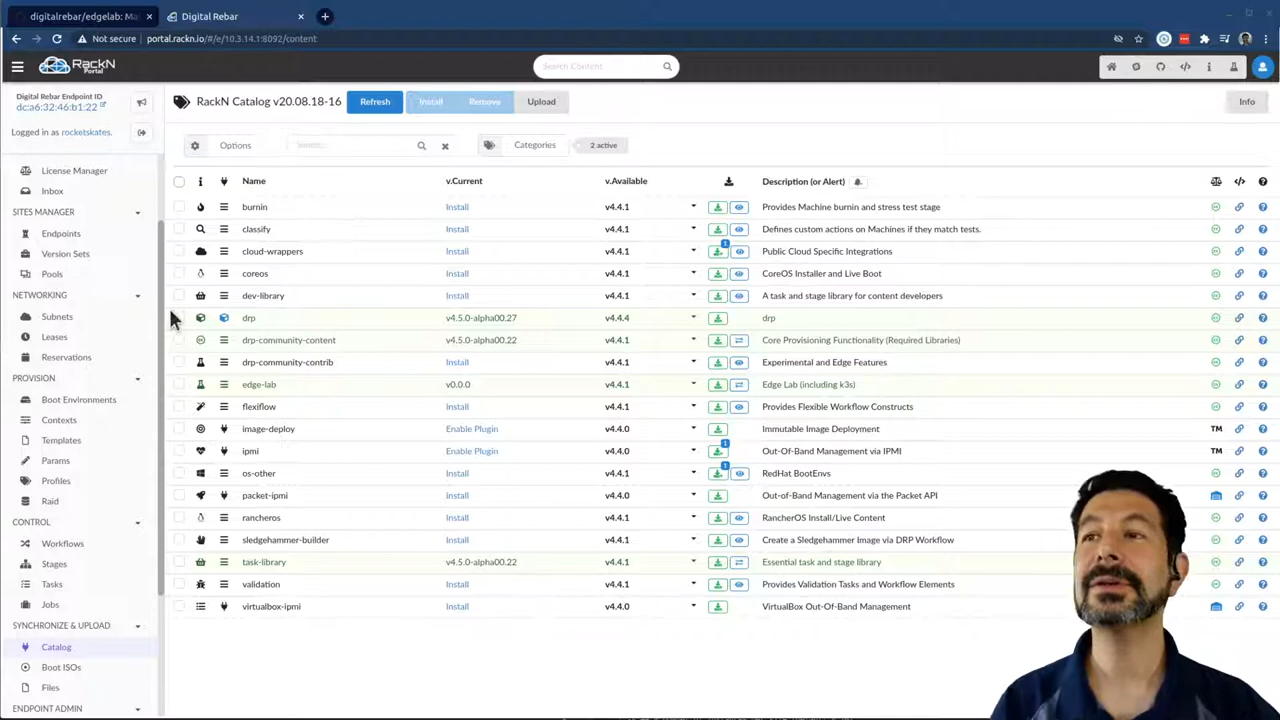 digitalrebar/edgelab: Ma
Digital Rebar
Not secure
portal.rackn.io/#/e/10.3.14.1:8092/content
RackN Portal
Search Content
Digital Rebar Endpoint ID
dc:a6:32:46:b1:22
Logged in as rocketskates.
RackN Catalog v20.08.18-16
Refresh
Install
Remove
Upload
Info
Options
Search...
Categories
2 active
License Manager
Inbox
SITES MANAGER
Endpoints
Version Sets
Pools
NETWORKING
Subnets
Leases
Reservations
PROVISION
Boot Environments
Contexts
Templates
Params
Profiles
Raid
CONTROL
Workflows
Stages
Tasks
Jobs
SYNCHRONIZE & UPLOAD
Catalog
Boot ISOs
Files
ENDPOINT ADMIN
Name v.Current v.Available Description (or Alert)
burnin Install v4.4.1 Provides Machine burnin and stress test stage
classify Install v4.4.1 Defines custom actions on Machines if they match tests.
cloud-wrappers Install v4.4.1 1 Public Cloud Specific Integrations
coreos Install v4.4.1 CoreOS Installer and Live Boot
dev-library Install v4.4.1 A task and stage library for content developers
drp v4.5.0-alpha00.27 v4.4.4 drp
drp-community-content v4.5.0-alpha00.22 v4.4.1 Core Provisioning Functionality (Required Libraries)
drp-community-contrib Install v4.4.1 Experimental and Edge Features
edge-lab v0.0.0 v4.4.1 Edge Lab (including k3s)
flexiflow Install v4.4.1 Provides Flexible Workflow Constructs
image-deploy Enable Plugin v4.4.0 Immutable Image Deployment TM
ipmi Enable Plugin v4.4.0 1 Out-Of-Band Management via IPMI TM
os-other Install v4.4.1 1 RedHat BootEnvs
packet-ipmi Install v4.4.0 Out-of-Band Management via the Packet API
rancheros Install v4.4.1 RancherOS Install/Live Content
sledgehammer-builder Install v4.4.1 Create a Sledgehammer Image via DRP Workflow
task-library v4.5.0-alpha00.22 v4.4.1 Essential task and stage library
validation Install v4.4.1 Provides Validation Tasks and Workflow Elements
virtualbox-ipmi Install v4.4.0 VirtualBox Out-Of-Band Management